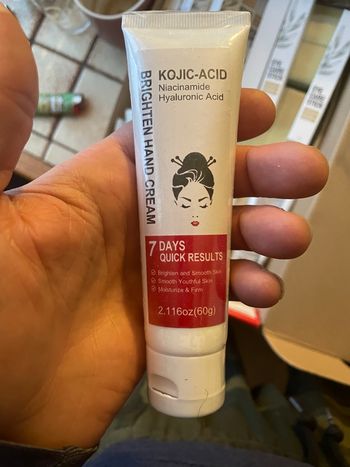 KOJIC-ACID
Niacinamide
Hyaluronic Acid
BRIGHTEN HAND CREAM
7 DAYS
QUICK RESULTS
Brighten and Smooth Skin
Smooth Youthful Skin
Moisturize & Firm
2.116oz(60g)